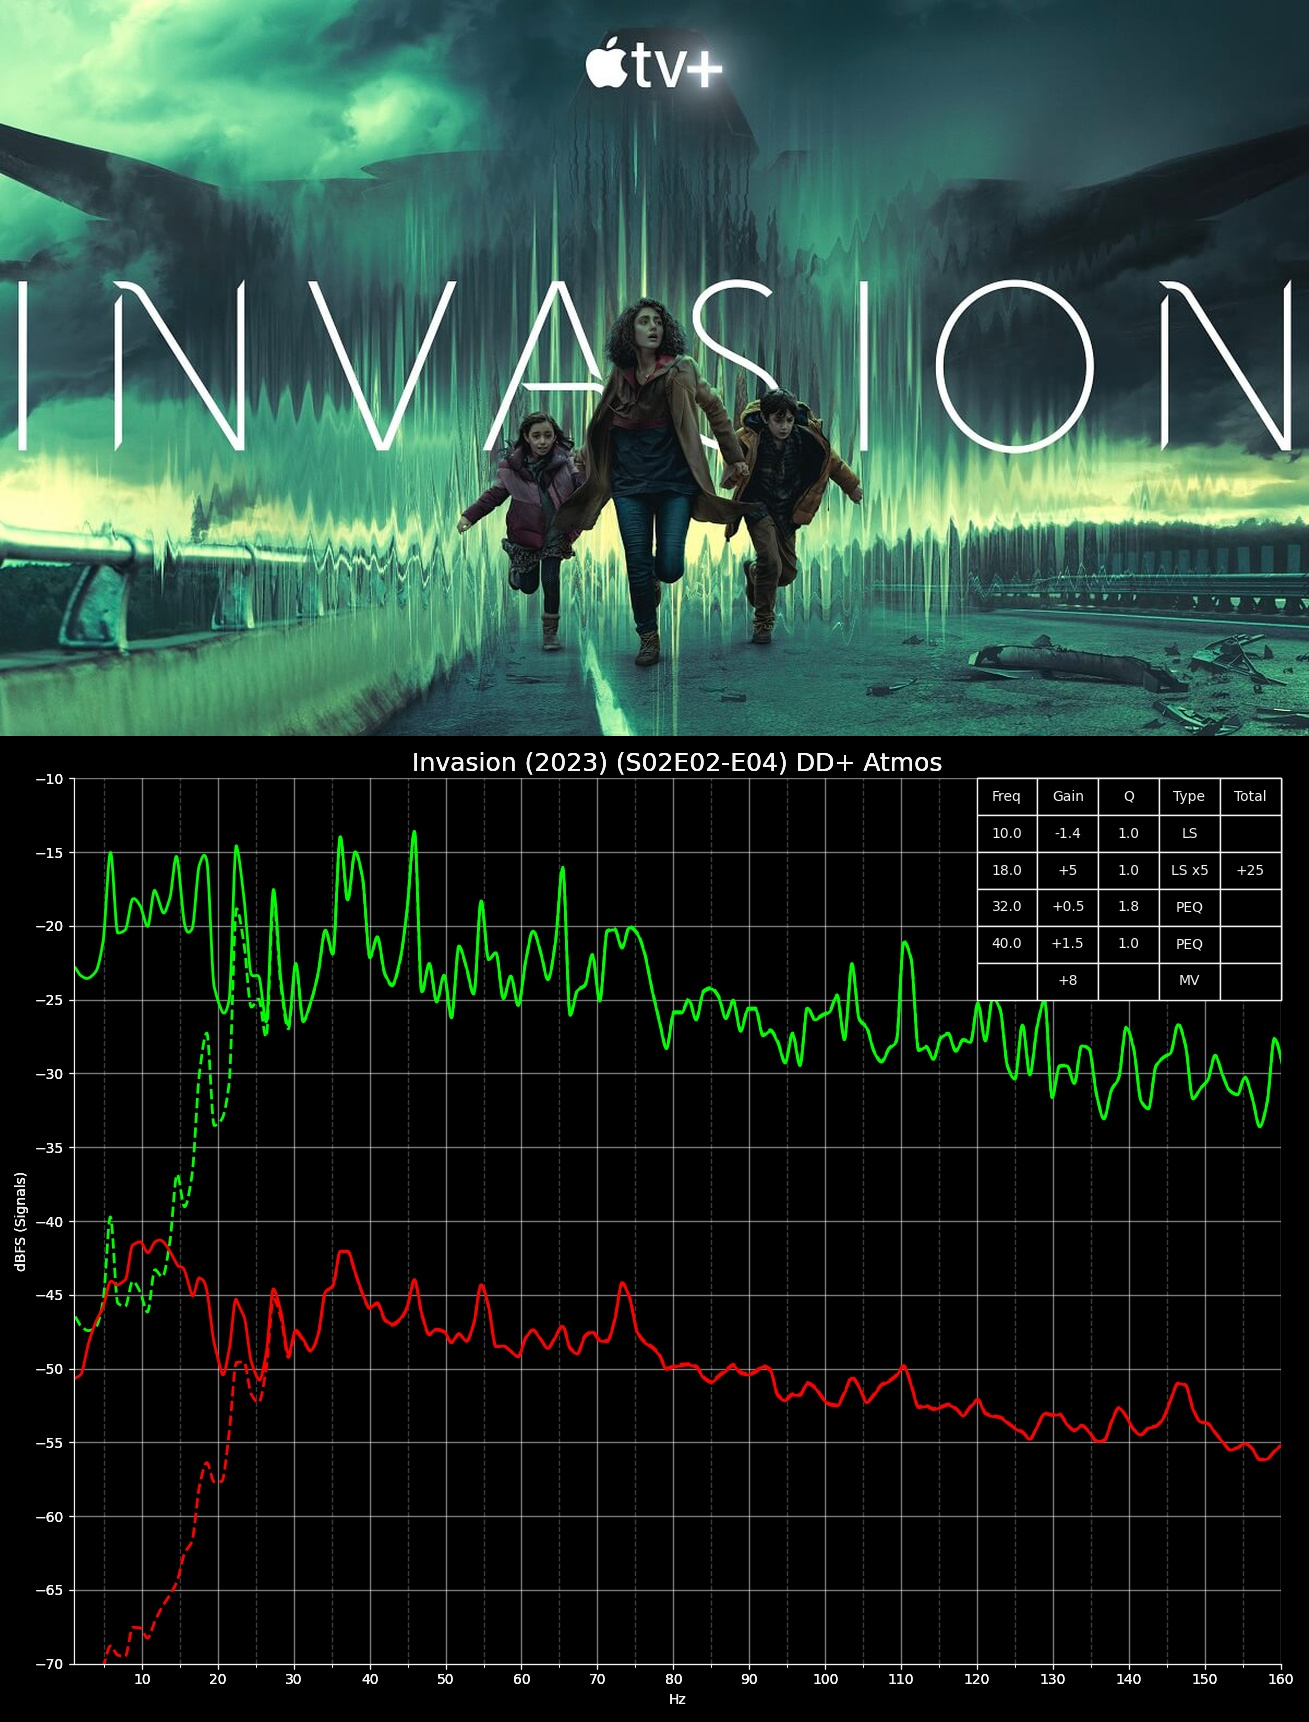 tv+
INVASION
Invasion (2023) (S02E02-E04) DD+ Atmos
Freq Gain Q Type Total
10.0 -1.4 1.0 LS
18.0 +5 1.0 LS x5 +25
32.0 +0.5 1.8 PEQ
40.0 +1.5 1.0 PEQ
+8 MV
−10
−15
−20
−25
−30
−35
−40
−45
−50
−55
−60
−65
−70
dBFS (Signals)
10 20 30 40 50 60 70 80 90 100 110 120 130 140 150 160
Hz